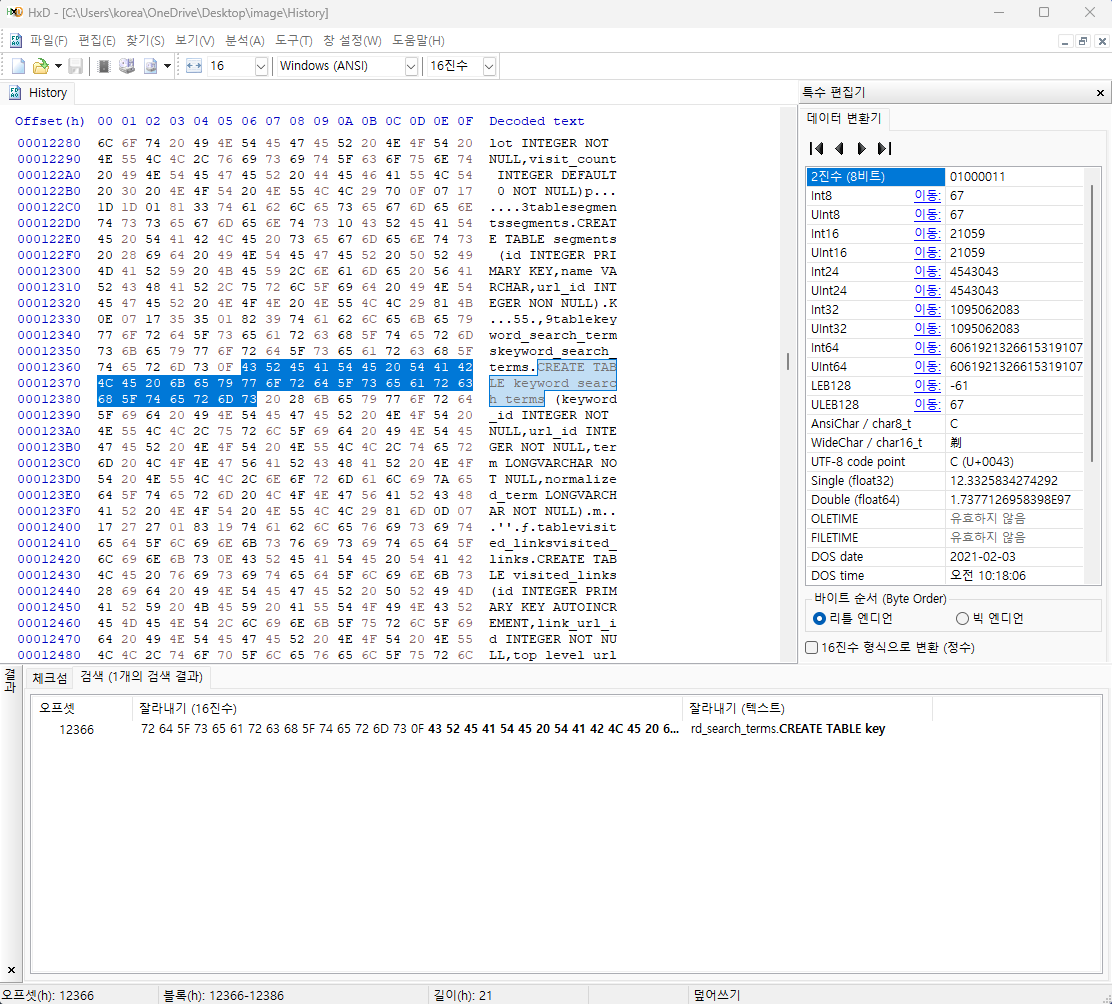 HxD - [C:\Users\korea\OneDrive\Desktop\image\History]
파일(F) 편집(E) 찾기(S) 보기(V) 분석(A) 도구(T) 창 설정(W) 도움말(H)
16 Windows (ANSI) 16진수
History
Offset(h) 00 01 02 03 04 05 06 07 08 09 0A 0B 0C 0D 0E 0F Decoded text
00012280 6C 6F 74 20 49 4E 54 45 47 45 52 20 4E 4F 54 20 lot INTEGER NOT
00012290 4E 55 4C 4C 2C 76 69 73 69 74 5F 63 6F 75 6E 74 NULL,visit_count
000122A0 20 49 4E 54 45 47 45 52 20 44 45 46 41 55 4C 54 INTEGER DEFAULT
000122B0 20 30 20 4E 4F 54 20 4E 55 4C 4C 29 70 0F 07 17 0 NOT NULL)p...
000122C0 1D 1D 01 81 33 74 61 62 6C 65 73 65 67 6D 65 6E ....3tablesegmen
000122D0 74 73 73 65 67 6D 65 6E 74 73 10 43 52 45 41 54 tssegments.CREAT
000122E0 45 20 54 41 42 4C 45 20 73 65 67 6D 65 6E 74 73 E TABLE segments
000122F0 20 28 69 64 20 49 4E 54 45 47 45 52 20 50 52 49 (id INTEGER PRI
00012300 4D 41 52 59 20 4B 45 59 2C 6E 61 6D 65 20 56 41 MARY KEY,name VA
00012310 52 43 48 41 52 2C 75 72 6C 5F 69 64 20 49 4E 54 RCHAR,url_id INT
00012320 45 47 45 52 20 4E 4F 4E 20 4E 55 4C 4C 29 81 4B EGER NON NULL).K
00012330 0E 07 17 35 35 01 82 39 74 61 62 6C 65 6B 65 79 ...55.‚9tablekey
00012340 77 6F 72 64 5F 73 65 61 72 63 68 5F 74 65 72 6D word_search_term
00012350 73 6B 65 79 77 6F 72 64 5F 73 65 61 72 63 68 5F skeyword_search_
00012360 74 65 72 6D 73 0F 43 52 45 41 54 45 20 54 41 42 terms.CREATE TAB
00012370 4C 45 20 6B 65 79 77 6F 72 64 5F 73 65 61 72 63 LE keyword_searc
00012380 68 5F 74 65 72 6D 73 20 28 6B 65 79 77 6F 72 64 h_terms (keyword
00012390 5F 69 64 20 49 4E 54 45 47 45 52 20 4E 4F 54 20 _id INTEGER NOT
000123A0 4E 55 4C 4C 2C 75 72 6C 5F 69 64 20 49 4E 54 45 NULL,url_id INTE
000123B0 47 45 52 20 4E 4F 54 20 4E 55 4C 4C 2C 74 65 72 GER NOT NULL,ter
000123C0 6D 20 4C 4F 4E 47 56 41 52 43 48 41 52 20 4E 4F m LONGVARCHAR NO
000123D0 54 20 4E 55 4C 4C 2C 6E 6F 72 6D 61 6C 69 7A 65 T NULL,normalize
000123E0 64 5F 74 65 72 6D 20 4C 4F 4E 47 56 41 52 43 48 d_term LONGVARCH
000123F0 41 52 20 4E 4F 54 20 4E 55 4C 4C 29 81 6D 0D 07 AR NOT NULL).m..
00012400 17 27 27 01 83 19 74 61 62 6C 65 76 69 73 69 74 .''.ƒ.tablevisit
00012410 65 64 5F 6C 69 6E 6B 73 76 69 73 69 74 65 64 5F ed_linksvisited_
00012420 6C 69 6E 6B 73 0E 43 52 45 41 54 45 20 54 41 42 links.CREATE TAB
00012430 4C 45 20 76 69 73 69 74 65 64 5F 6C 69 6E 6B 73 LE visited_links
00012440 28 69 64 20 49 4E 54 45 47 45 52 20 50 52 49 4D (id INTEGER PRIM
00012450 41 52 59 20 4B 45 59 20 41 55 54 4F 49 4E 43 52 ARY KEY AUTOINCR
00012460 45 4D 45 4E 54 2C 6C 69 6E 6B 5F 75 72 6C 5F 69 EMENT,link_url_i
00012470 64 20 49 4E 54 45 47 45 52 20 4E 4F 54 20 4E 55 d INTEGER NOT NU
00012480 4C 4C 2C 74 6F 70 5F 6C 65 76 65 6C 5F 75 72 6C LL,top_level_url
특수 편집기
데이터 변환기
2진수 (8비트) 01000011
Int8 이동: 67
UInt8 이동: 67
Int16 이동: 21059
UInt16 이동: 21059
Int24 이동: 4543043
UInt24 이동: 4543043
Int32 이동: 1095062083
UInt32 이동: 1095062083
Int64 이동: 6061921326615319107
UInt64 이동: 6061921326615319107
LEB128 이동: -61
ULEB128 이동: 67
AnsiChar / char8_t C
WideChar / char16_t 剃
UTF-8 code point C (U+0043)
Single (float32) 12.3325834274292
Double (float64) 1.7377126958398E97
OLETIME 유효하지 않음
FILETIME 유효하지 않음
DOS date 2021-02-03
DOS time 오전 10:18:06
바이트 순서 (Byte Order)
리틀 엔디언 빅 엔디언
16진수 형식으로 변환 (정수)
결과
체크섬 검색 (1개의 검색 결과)
오프셋 잘라내기 (16진수) 잘라내기 (텍스트)
12366 72 64 5F 73 65 61 72 63 68 5F 74 65 72 6D 73 0F 43 52 45 41 54 45 20 54 41 42 4C 45 20 6... rd_search_terms.CREATE TABLE key
오프셋(h): 12366 블록(h): 12366-12386 길이(h): 21 덮어쓰기